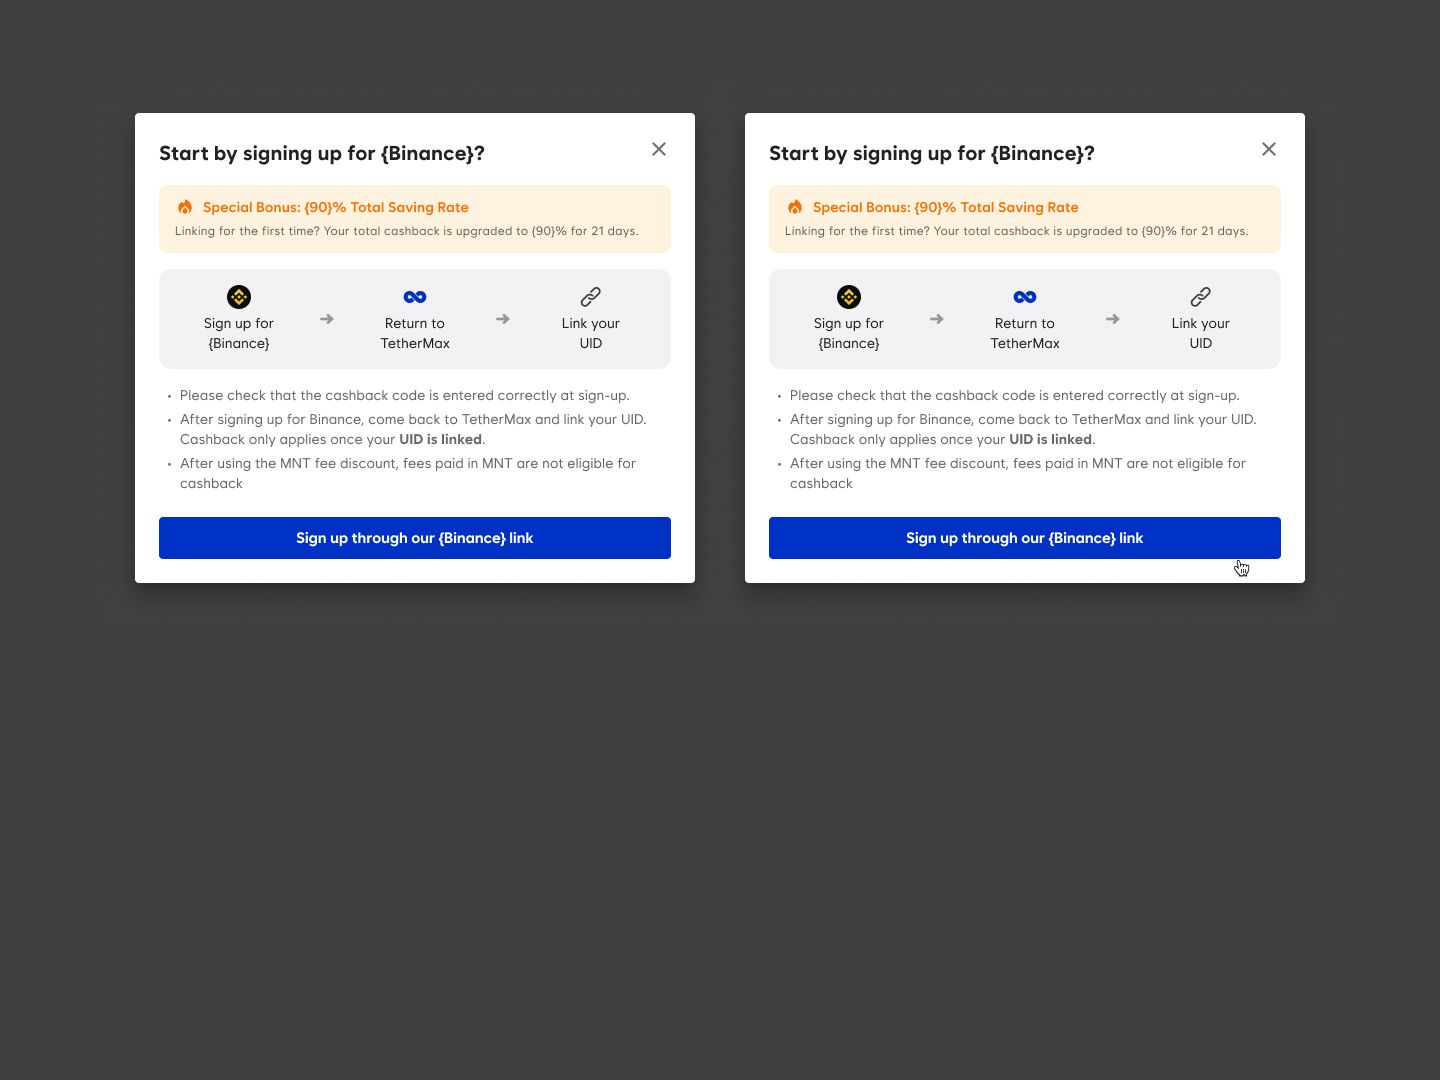 Start by signing up for {Binance}?
Special Bonus: {90}% Total Saving Rate
Linking for the first time? Your total cashback is upgraded to {90}% for 21 days.
Sign up for
{Binance}
Return to
TetherMax
Link your
UID
• Please check that the cashback code is entered correctly at sign-up.
• After signing up for Binance, come back to TetherMax and link your UID.
Cashback only applies once your UID is linked.
• After using the MNT fee discount, fees paid in MNT are not eligible for
cashback
Sign up through our {Binance} link
Start by signing up for {Binance}?
Special Bonus: {90}% Total Saving Rate
Linking for the first time? Your total cashback is upgraded to {90}% for 21 days.
Sign up for
{Binance}
Return to
TetherMax
Link your
UID
• Please check that the cashback code is entered correctly at sign-up.
• After signing up for Binance, come back to TetherMax and link your UID.
Cashback only applies once your UID is linked.
• After using the MNT fee discount, fees paid in MNT are not eligible for
cashback
Sign up through our {Binance} link